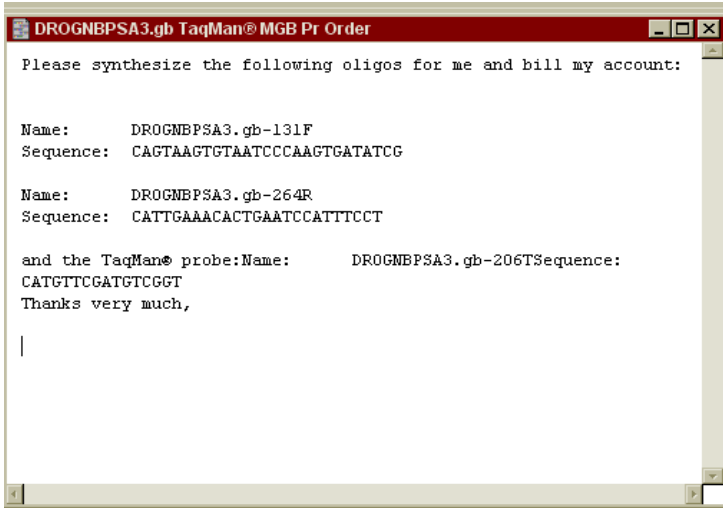 DROGNBPSA3.gb TaqMan® MGB Pr Order
Please synthesize the following oligos for me and bill my account:
Name: DROGNBPSA3.gb-131F
Sequence: CAGTAAGTGTAATCCCAAGTGATATCG
Name: DROGNBPSA3.gb-264R
Sequence: CATTGAAACACTGAATCCATTTCCT
and the TaqMan® probe:Name: DROGNBPSA3.gb-206TSequence:
CATGTTCGATGTCGGT
Thanks very much,